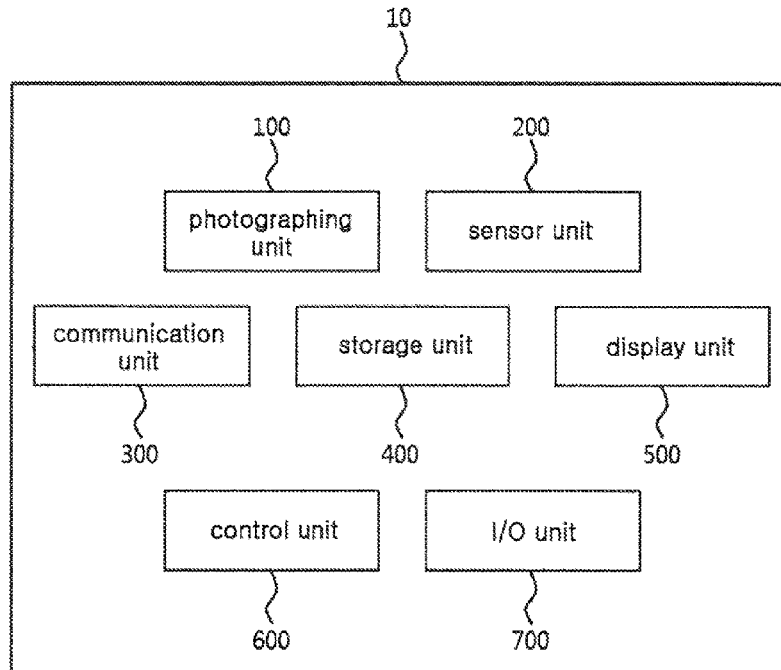 10
100
200
photographing
unit
sensor unit
communication
unit
storage unit
display unit
300
400
500
control unit
I/O unit
600
700